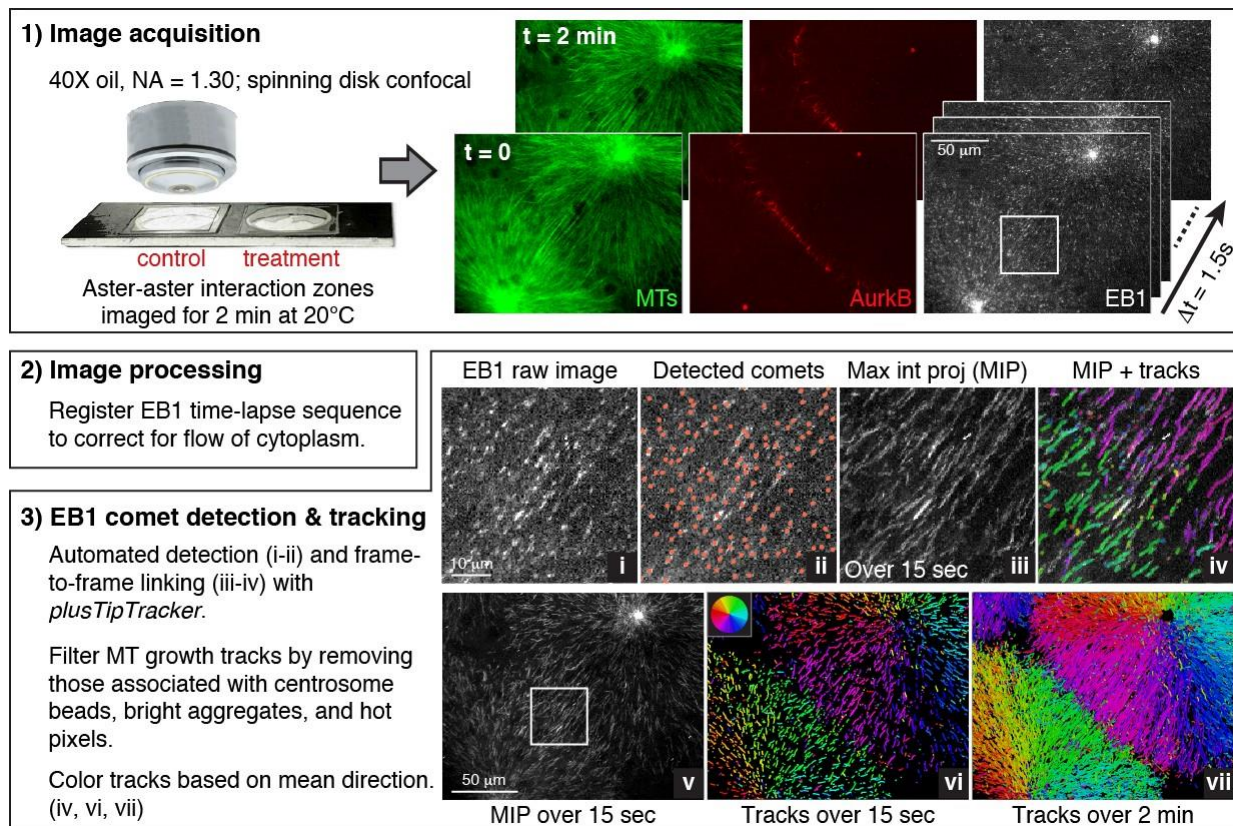 1) Image acquisition
40X oil, NA = 1.30; spinning disk confocal
control
treatment
Aster-aster interaction zones
imaged for 2 min at 20°C
t = 2 min
t = 0
MTs
AurkB
50 µm
EB1
Δt = 1.5s
2) Image processing
Register EB1 time-lapse sequence
to correct for flow of cytoplasm.
3) EB1 comet detection & tracking
Automated detection (i-ii) and frame-
to-frame linking (iii-iv) with
plusTipTracker.
Filter MT growth tracks by removing
those associated with centrosome
beads, bright aggregates, and hot
pixels.
Color tracks based on mean direction.
(iv, vi, vii)
EB1 raw image
Detected comets
Max int proj (MIP)
MIP + tracks
10 µm
i
ii
Over 15 sec
iii
iv
50 µm
v
vi
vii
MIP over 15 sec
Tracks over 15 sec
Tracks over 2 min